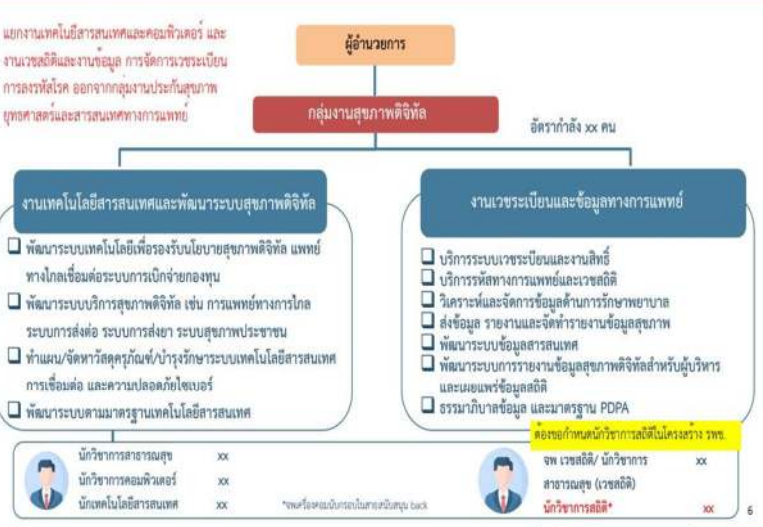 แยกงานเทคโนโลยีสารสนเทศและคอมพิวเตอร์ และ
งานเวชสถิติและงานข้อมูล การจัดการเวชระเบียน
การลงรหัสโรค ออกจากกลุ่มงานประกันสุขภาพ
ยุทธศาสตร์และสารสนเทศทางการแพทย์
ผู้อำนวยการ
กลุ่มงานสุขภาพดิจิทัล
อัตรากำลัง xx คน
งานเทคโนโลยีสารสนเทศและพัฒนาระบบสุขภาพดิจิทัล
พัฒนาระบบเทคโนโลยีเพื่อรองรับนโยบายสุขภาพดิจิทัล แพทย์
ทางไกลเชื่อมต่อระบบการเบิกจ่ายกองทุน
พัฒนาระบบบริการสุขภาพดิจิทัล เช่น การแพทย์ทางการไกล
ระบบการส่งต่อ ระบบการส่งยา ระบบสุขภาพประชาชน
ทำแผน/จัดหาวัสดุครุภัณฑ์/บำรุงรักษาระบบเทคโนโลยีสารสนเทศ
การเชื่อมต่อ และความปลอดภัยไซเบอร์
พัฒนาระบบตามมาตรฐานเทคโนโลยีสารสนเทศ
งานเวชระเบียนและข้อมูลทางการแพทย์
บริการระบบเวชระเบียนและงานสิทธิ์
บริการรหัสทางการแพทย์และเวชสถิติ
วิเคราะห์และจัดการข้อมูลด้านการรักษาพยาบาล
ส่งข้อมูล รายงานและจัดทำรายงานข้อมูลสุขภาพ
พัฒนาระบบข้อมูลสารสนเทศ
พัฒนาระบบการรายงานข้อมูลสุขภาพดิจิทัลสำหรับผู้บริหาร
และเผยแพร่ข้อมูลสถิติ
ธรรมาภิบาลข้อมูล และมาตรฐาน PDPA
ต้องขอกำหนดนักวิชาการสถิติในโครงสร้าง รพช.
นักวิชาการสาธารณสุข xx
นักวิชาการคอมพิวเตอร์ xx
นักเทคโนโลยีสารสนเทศ xx
*จพเครื่องคอมนับกรอบในสายสนับสนุน back
จพ เวชสถิติ/ นักวิชาการ xx
สาธารณสุข (เวชสถิติ)
นักวิชาการสถิติ* xx
6